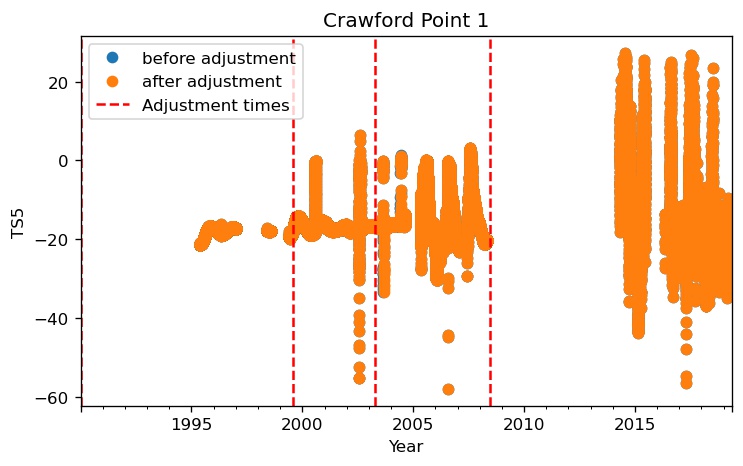 Crawford Point 1
before adjustment
after adjustment
Adjustment times
TS5
20
0
−20
−40
−60
1995
2000
2005
2010
2015
Year